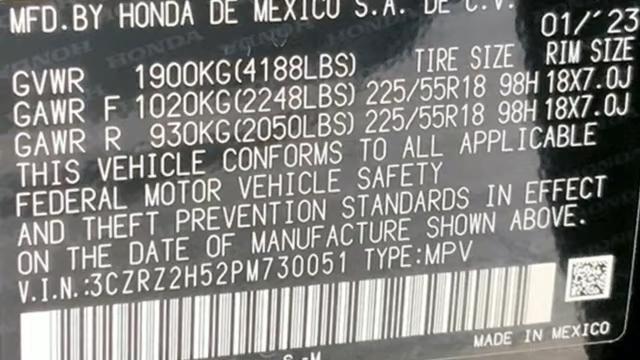 MFD.BY HONDA DE MEXICO S.A. DE C.V.
01/'23
GVWR 1900KG(4188LBS) TIRE SIZE RIM SIZE
GAWR F 1020KG(2248LBS) 225/55R18 98H 18X7.0J
GAWR R 930KG(2050LBS) 225/55R18 98H 18X7.0J
THIS VEHICLE CONFORMS TO ALL APPLICABLE
FEDERAL MOTOR VEHICLE SAFETY
AND THEFT PREVENTION STANDARDS IN EFFECT
ON THE DATE OF MANUFACTURE SHOWN ABOVE.
V.I.N.:3CZRZ2H52PM730051 TYPE:MPV
MADE IN MEXICO